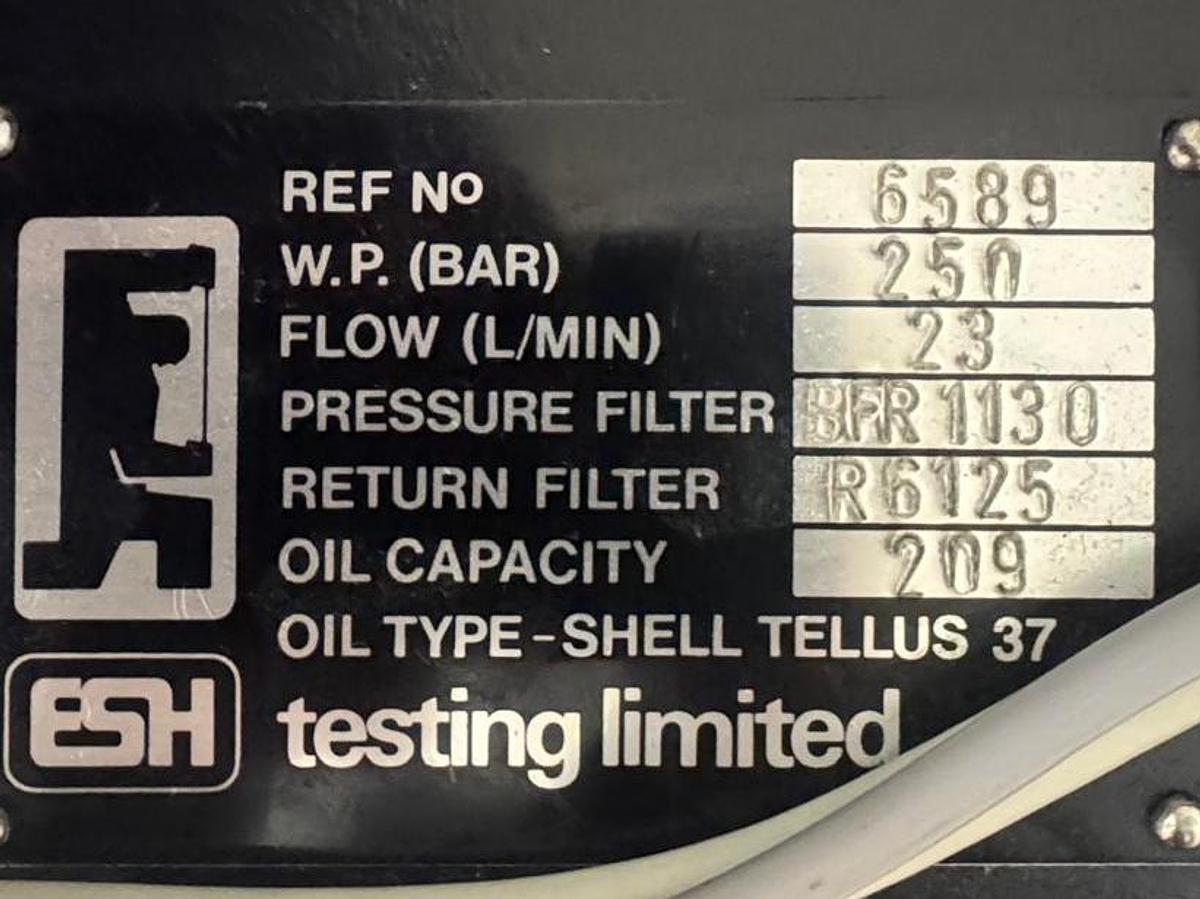 REF No 6589
W.P. (BAR) 250
FLOW (L/MIN) 23
PRESSURE FILTER BFR 1130
RETURN FILTER R6125
OIL CAPACITY 209
OIL TYPE-SHELL TELLUS 37
ESH testing limited